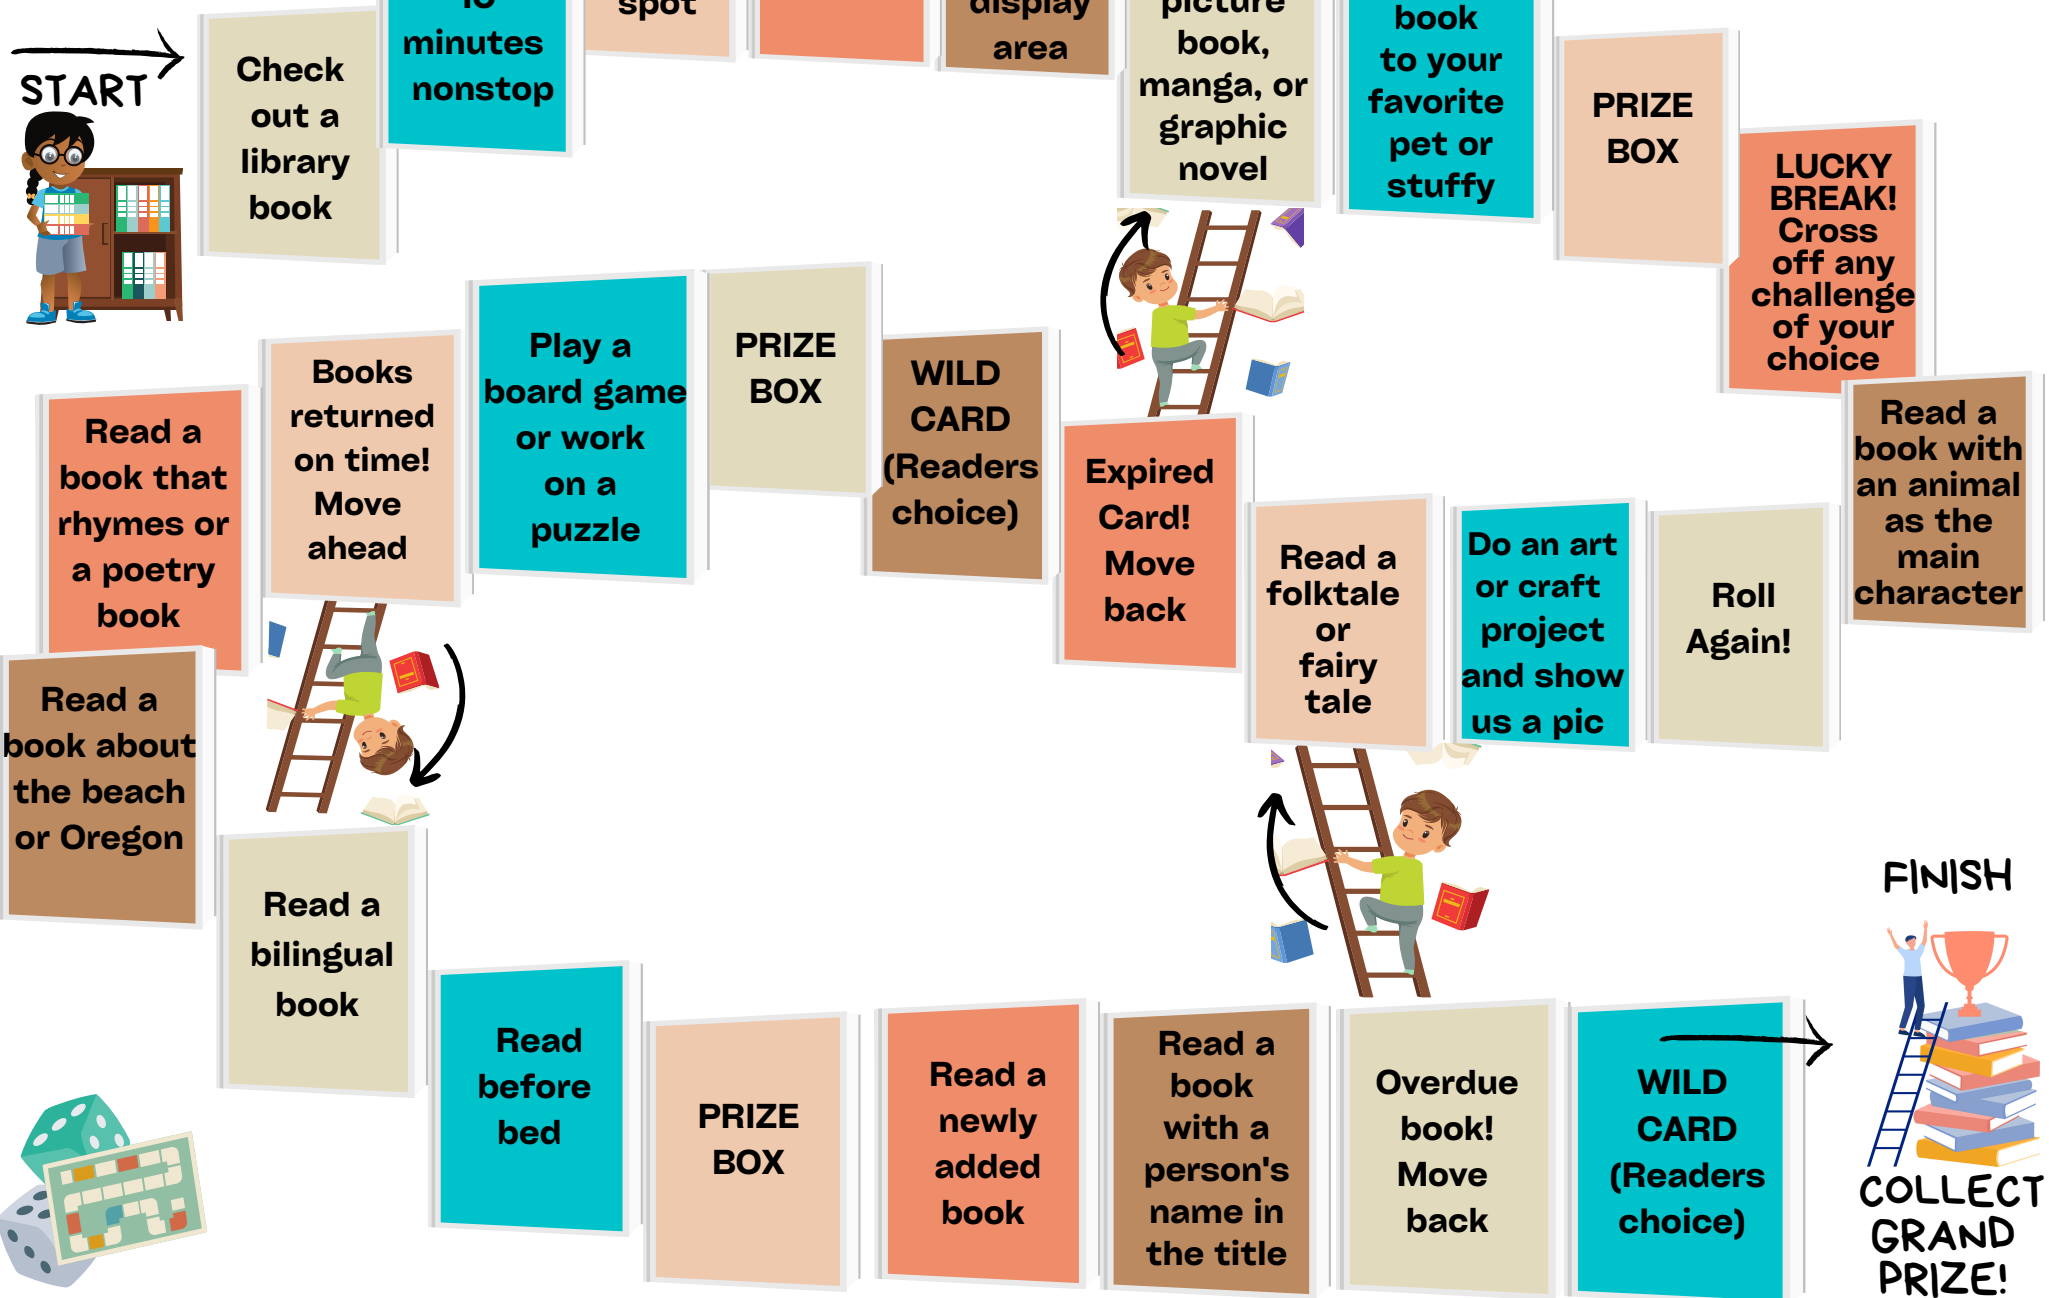 START
Check
out a
library
book
10
minutes
nonstop
spot
display
area
picture
book,
manga, or
graphic
novel
book
to your
favorite
pet or
stuffy
PRIZE
BOX
LUCKY
BREAK!
Cross
off any
challenge
of your
choice
Read a
book with
an animal
as the
main
character
Roll
Again!
Do an art
or craft
project
and show
us a pic
Read a
folktale
or
fairy
tale
Expired
Card!
Move
back
WILD
CARD
(Readers
choice)
PRIZE
BOX
Play a
board game
or work
on a
puzzle
Books
returned
on time!
Move
ahead
Read a
book that
rhymes or
a poetry
book
Read a
book about
the beach
or Oregon
Read a
bilingual
book
Read
before
bed
PRIZE
BOX
Read a
newly
added
book
Read a
book
with a
person's
name in
the title
Overdue
book!
Move
back
WILD
CARD
(Readers
choice)
FINISH
COLLECT
GRAND
PRIZE!